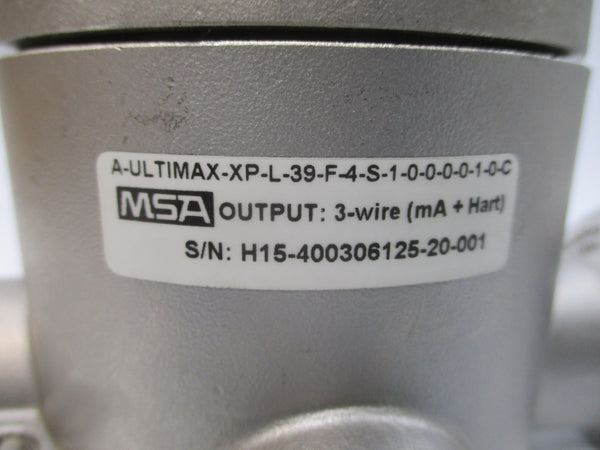 A-ULTIMAX-XP-L-39-F-4-S-1-0-0-0-0-1-0-C
MSA OUTPUT: 3-wire (mA + Hart)
S/N: H15-400306125-20-001